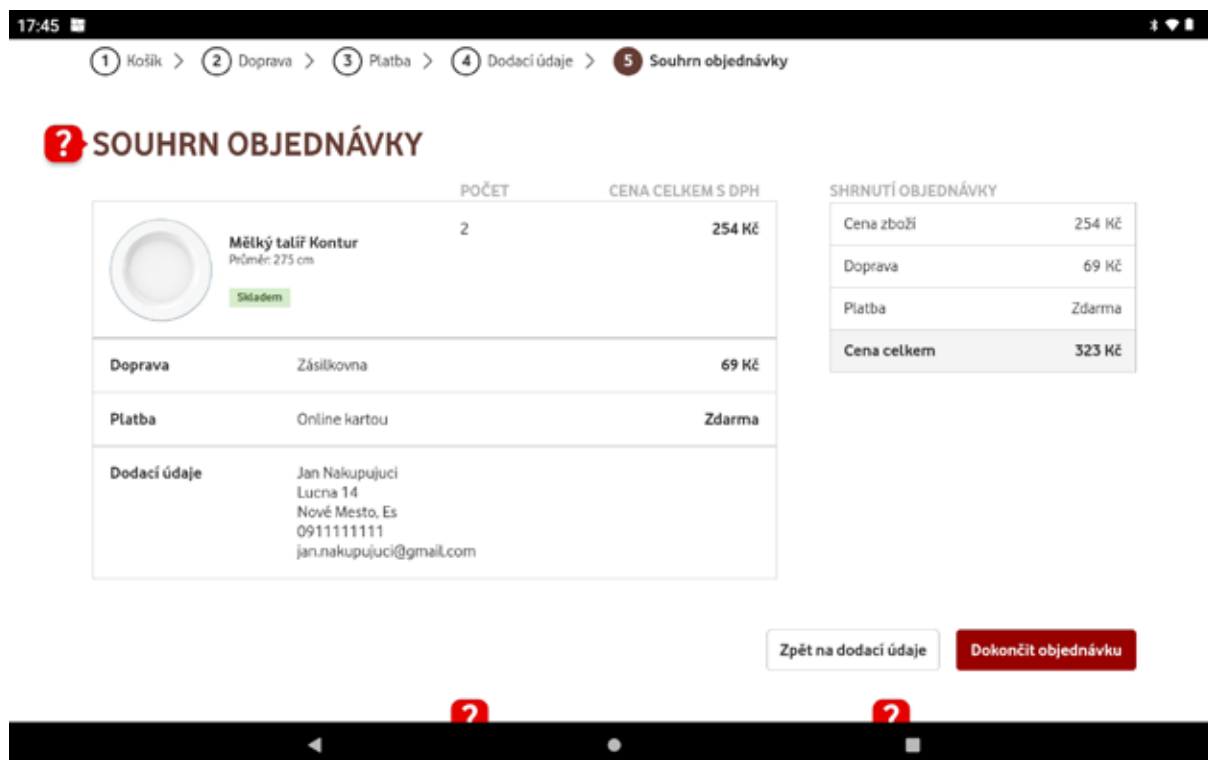 17:45
1 Košík > 2 Doprava > 3 Platba > 4 Dodací údaje > 5 Souhrn objednávky
? SOUHRN OBJEDNÁVKY
POČET CENA CELKEM S DPH
Mělký talíř Kontur 2 254 Kč
Průměr: 275 cm
Skladem
Doprava Zásilkovna 69 Kč
Platba Online kartou Zdarma
Dodací údaje Jan Nakupujuci
Lucna 14
Nové Mesto, Es
0911111111
jan.nakupujuci@gmail.com
SHRNUTÍ OBJEDNÁVKY
Cena zboží 254 Kč
Doprava 69 Kč
Platba Zdarma
Cena celkem 323 Kč
Zpět na dodací údaje Dokončit objednávku
? ?